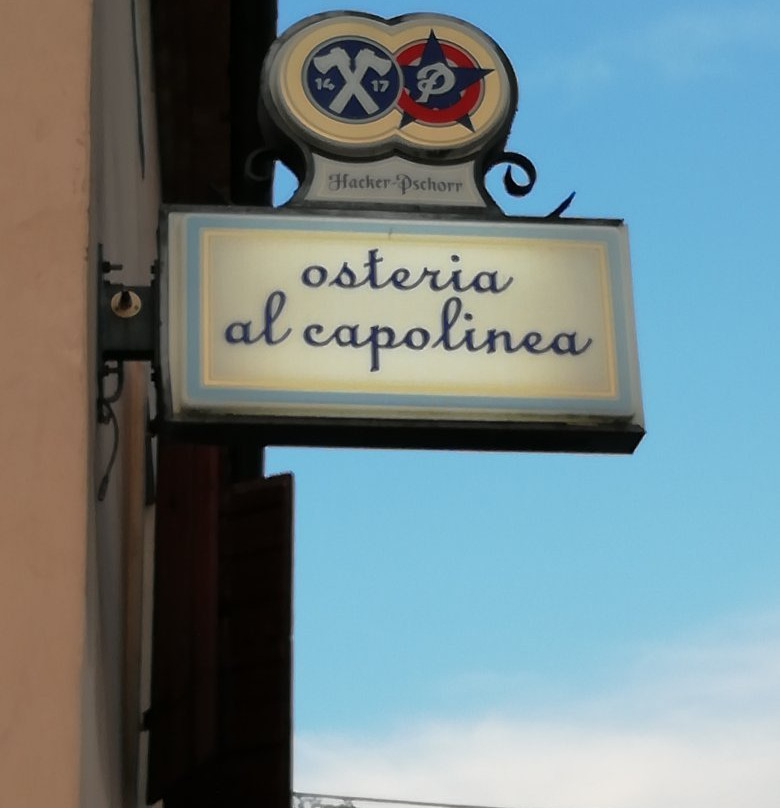 14 17 P
Hacker-Pschorr
osteria
al capolinea